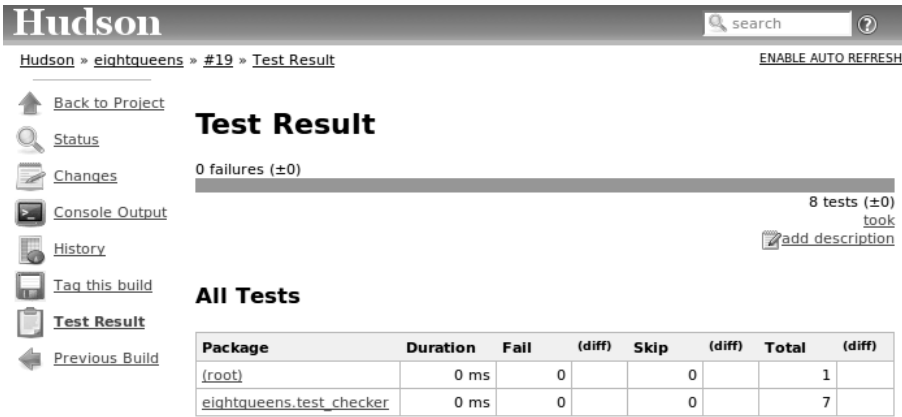 Hudson
search
Hudson » eightqueens » #19 » Test Result
ENABLE AUTO REFRESH
Back to Project
Status
Changes
Console Output
History
Tag this build
Test Result
Previous Build
Test Result
0 failures (±0)
8 tests (±0)
took
add description
All Tests
Package Duration Fail (diff) Skip (diff) Total (diff)
(root) 0 ms 0 0 1
eightqueens.test_checker 0 ms 0 0 7